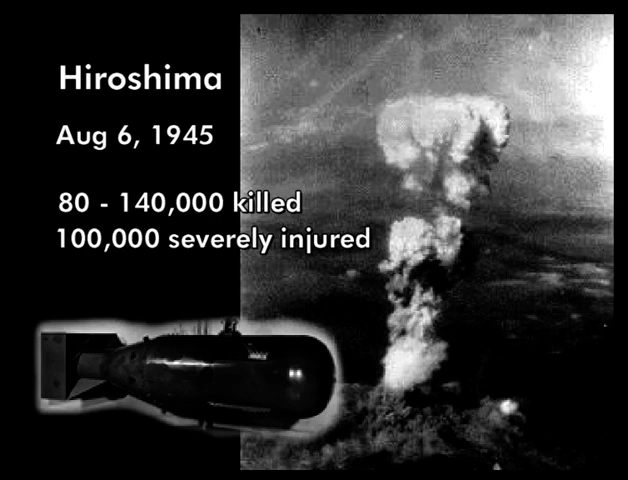 Hiroshima
Aug 6, 1945
80 - 140,000 killed
100,000 severely injured